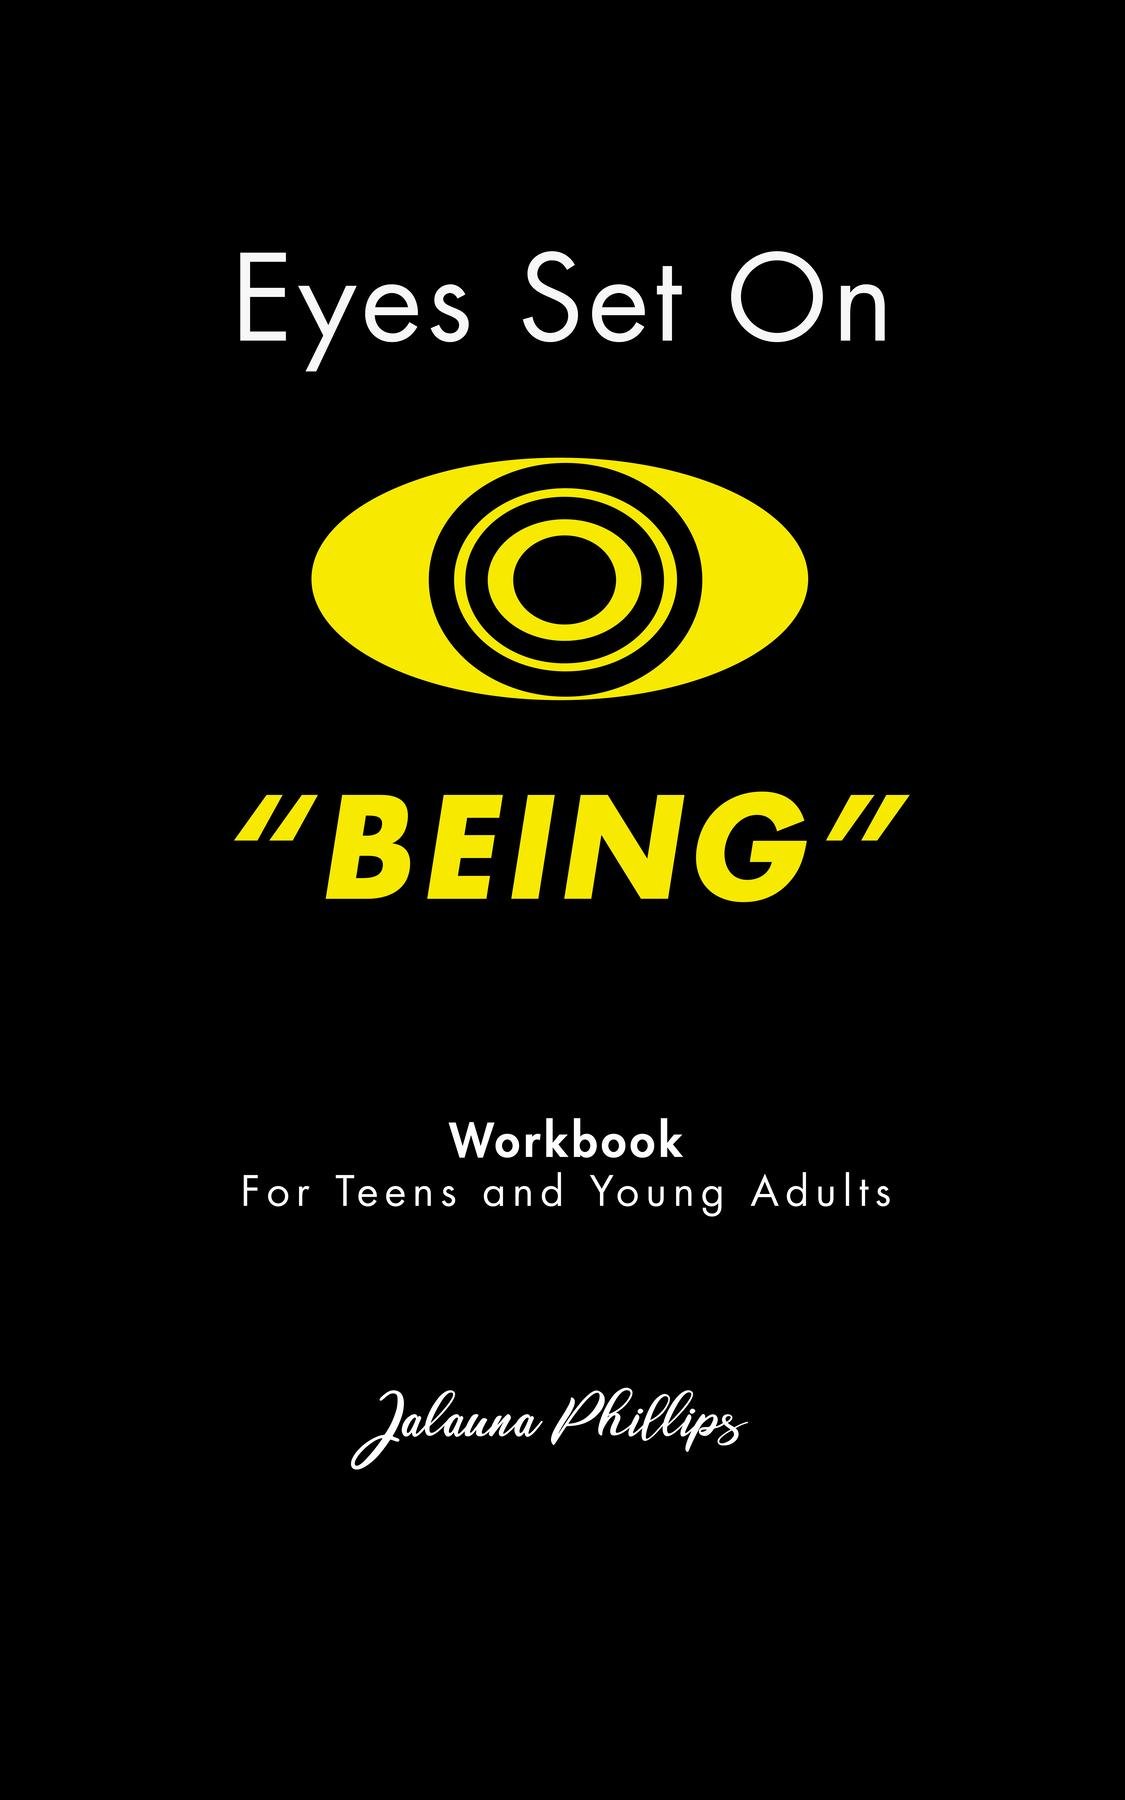 Eyes Set On
“BEING”
Workbook
For Teens and Young Adults
Jalauna Phillips